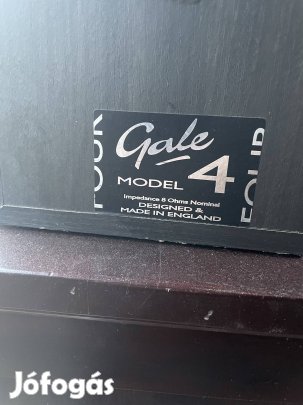 FOUR
Gale
MODEL 4
FOUR
Impedance 8 Ohms Nominal
DESIGNED &
MADE IN ENGLAND
Jófogás